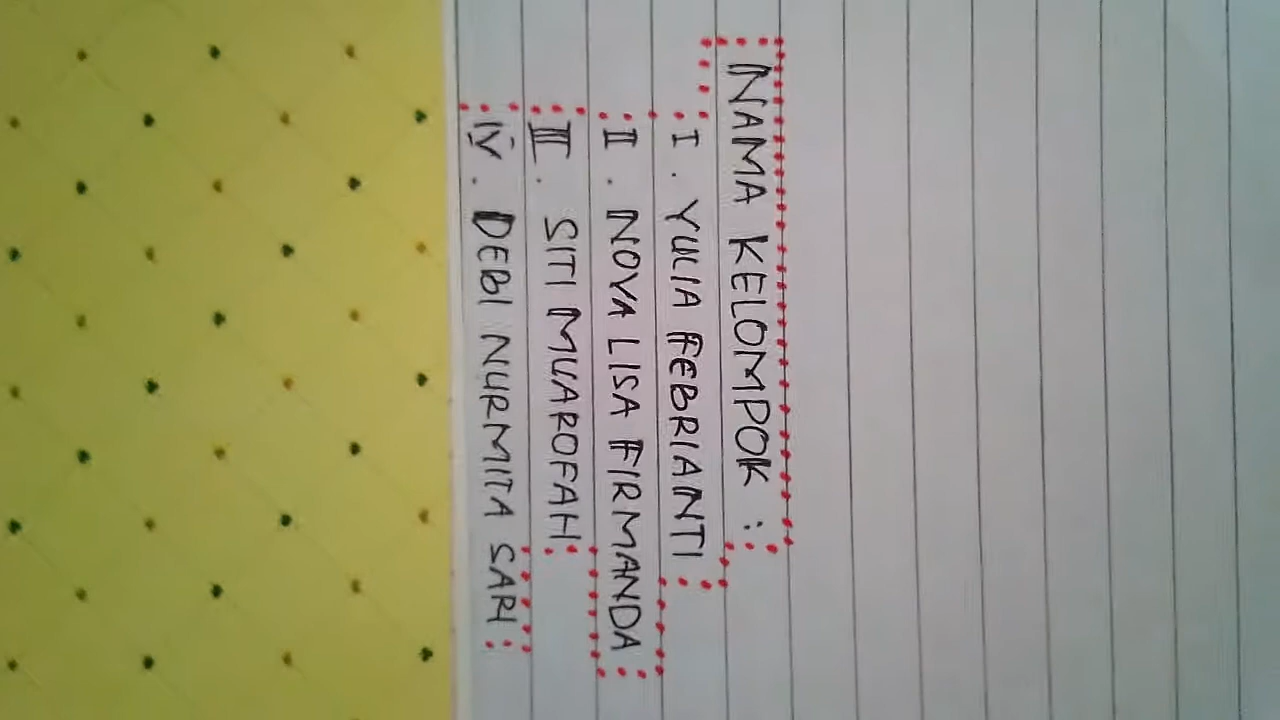 NAMA KELOMPOK :
I . YULIA FEBRIANTI
II . NOVA LISA FIRMANDA
III . SITI MUAROFAH
IV . DEBI NURMITA SARI